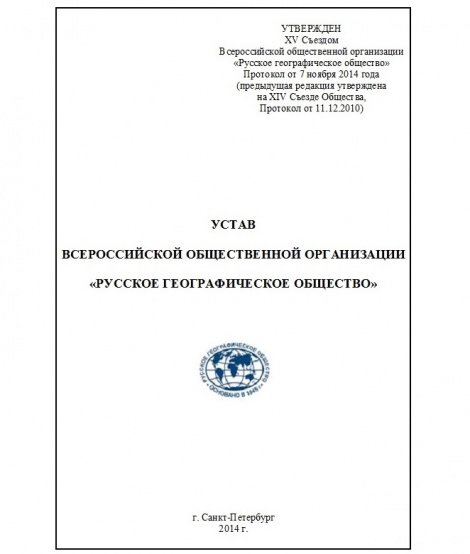 УТВЕРЖДЕН
XV Съездом
Всероссийской общественной организации
«Русское географическое общество»
Протокол от 7 ноября 2014 года
(предыдущая редакция утверждена
на XIV Съезде Общества,
Протокол от 11.12.2010)
УСТАВ
ВСЕРОССИЙСКОЙ ОБЩЕСТВЕННОЙ ОРГАНИЗАЦИИ
«РУССКОЕ ГЕОГРАФИЧЕСКОЕ ОБЩЕСТВО»
РУССКОЕ ГЕОГРАФИЧЕСКОЕ ОБЩЕСТВО
ОСНОВАНО В 1845 г.
г. Санкт-Петербург
2014 г.